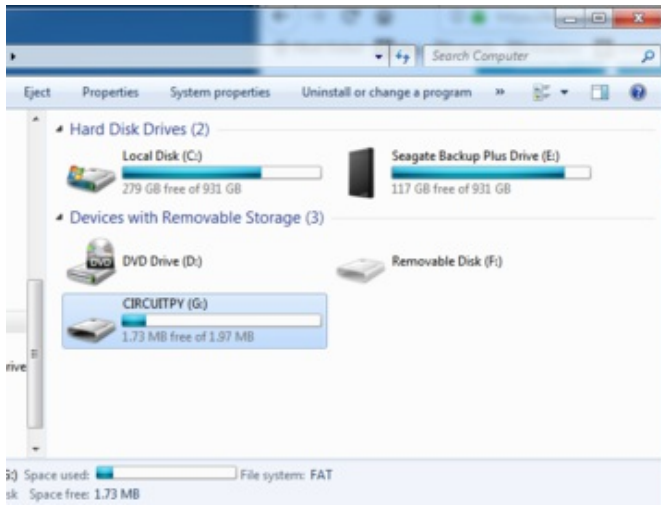 Search Computer
Eject Properties System properties Uninstall or change a program »
Hard Disk Drives (2)
Local Disk (C:)
279 GB free of 931 GB
Seagate Backup Plus Drive (E:)
117 GB free of 931 GB
Devices with Removable Storage (3)
DVD
DVD Drive (D:)
Removable Disk (F:)
CIRCUITPY (G:)
1.73 MB free of 1.97 MB
rive
G:) Space used: File system: FAT
sk Space free: 1.73 MB